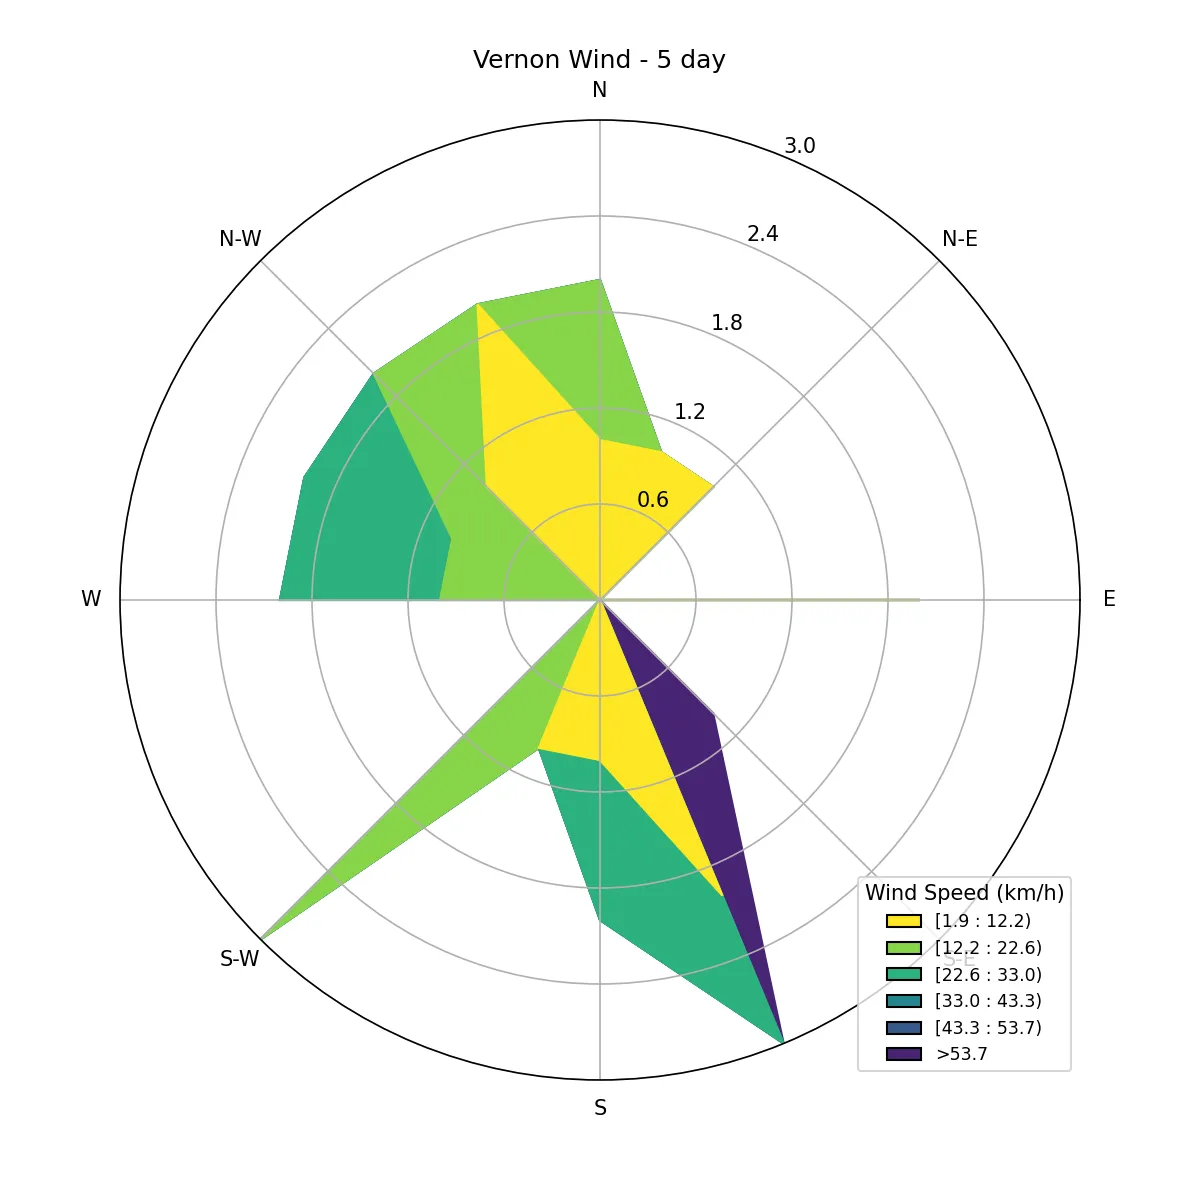 Vernon Wind - 5 day
N
3.0
N-W
2.4
N-E
1.8
1.2
0.6
W
E
Wind Speed (km/h)
[1.9 : 12.2)
[12.2 : 22.6)
S-W
S-E
[22.6 : 33.0)
[33.0 : 43.3)
[43.3 : 53.7)
>53.7
S